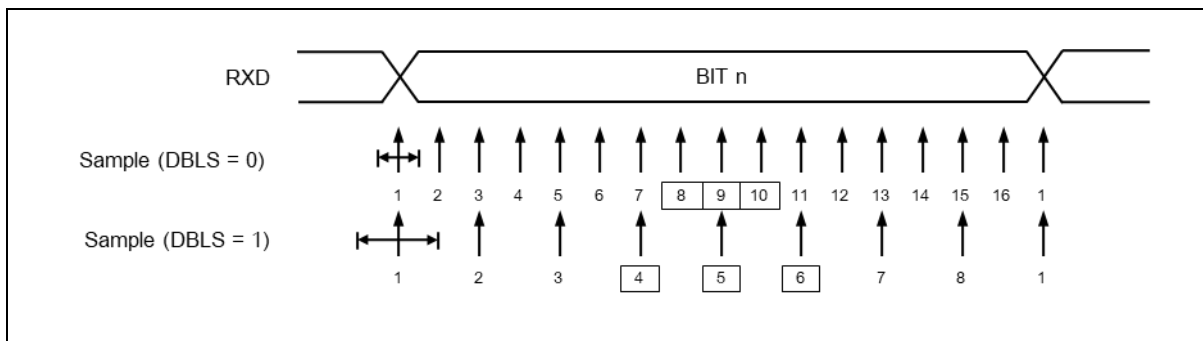 RXD BIT n
Sample (DBLS = 0)
1 2 3 4 5 6 7 8 9 10 11 12 13 14 15 16 1
Sample (DBLS = 1)
1 2 3 4 5 6 7 8 1